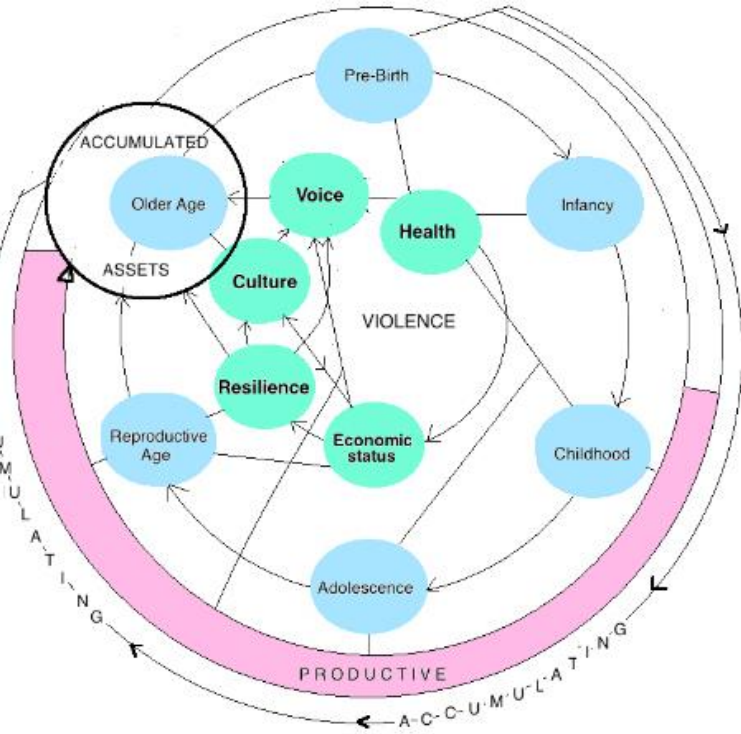 Pre-Birth
ACCUMULATED
Older Age
ASSETS
Voice
Health
Infancy
Culture
VIOLENCE
Resilience
Reproductive
Age
Economic
status
Childhood
Adolescence
PRODUCTIVE
A-C-C-U-M-U-L-A-T-I-N-G
M-U-L-A-T-I-N-G